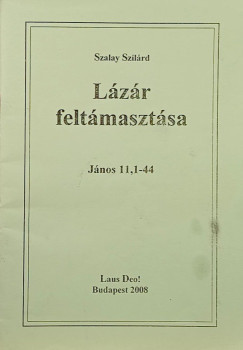 Szalay Szilárd
Lázár
feltámasztása
János 11,1-44
Laus Deo!
Budapest 2008